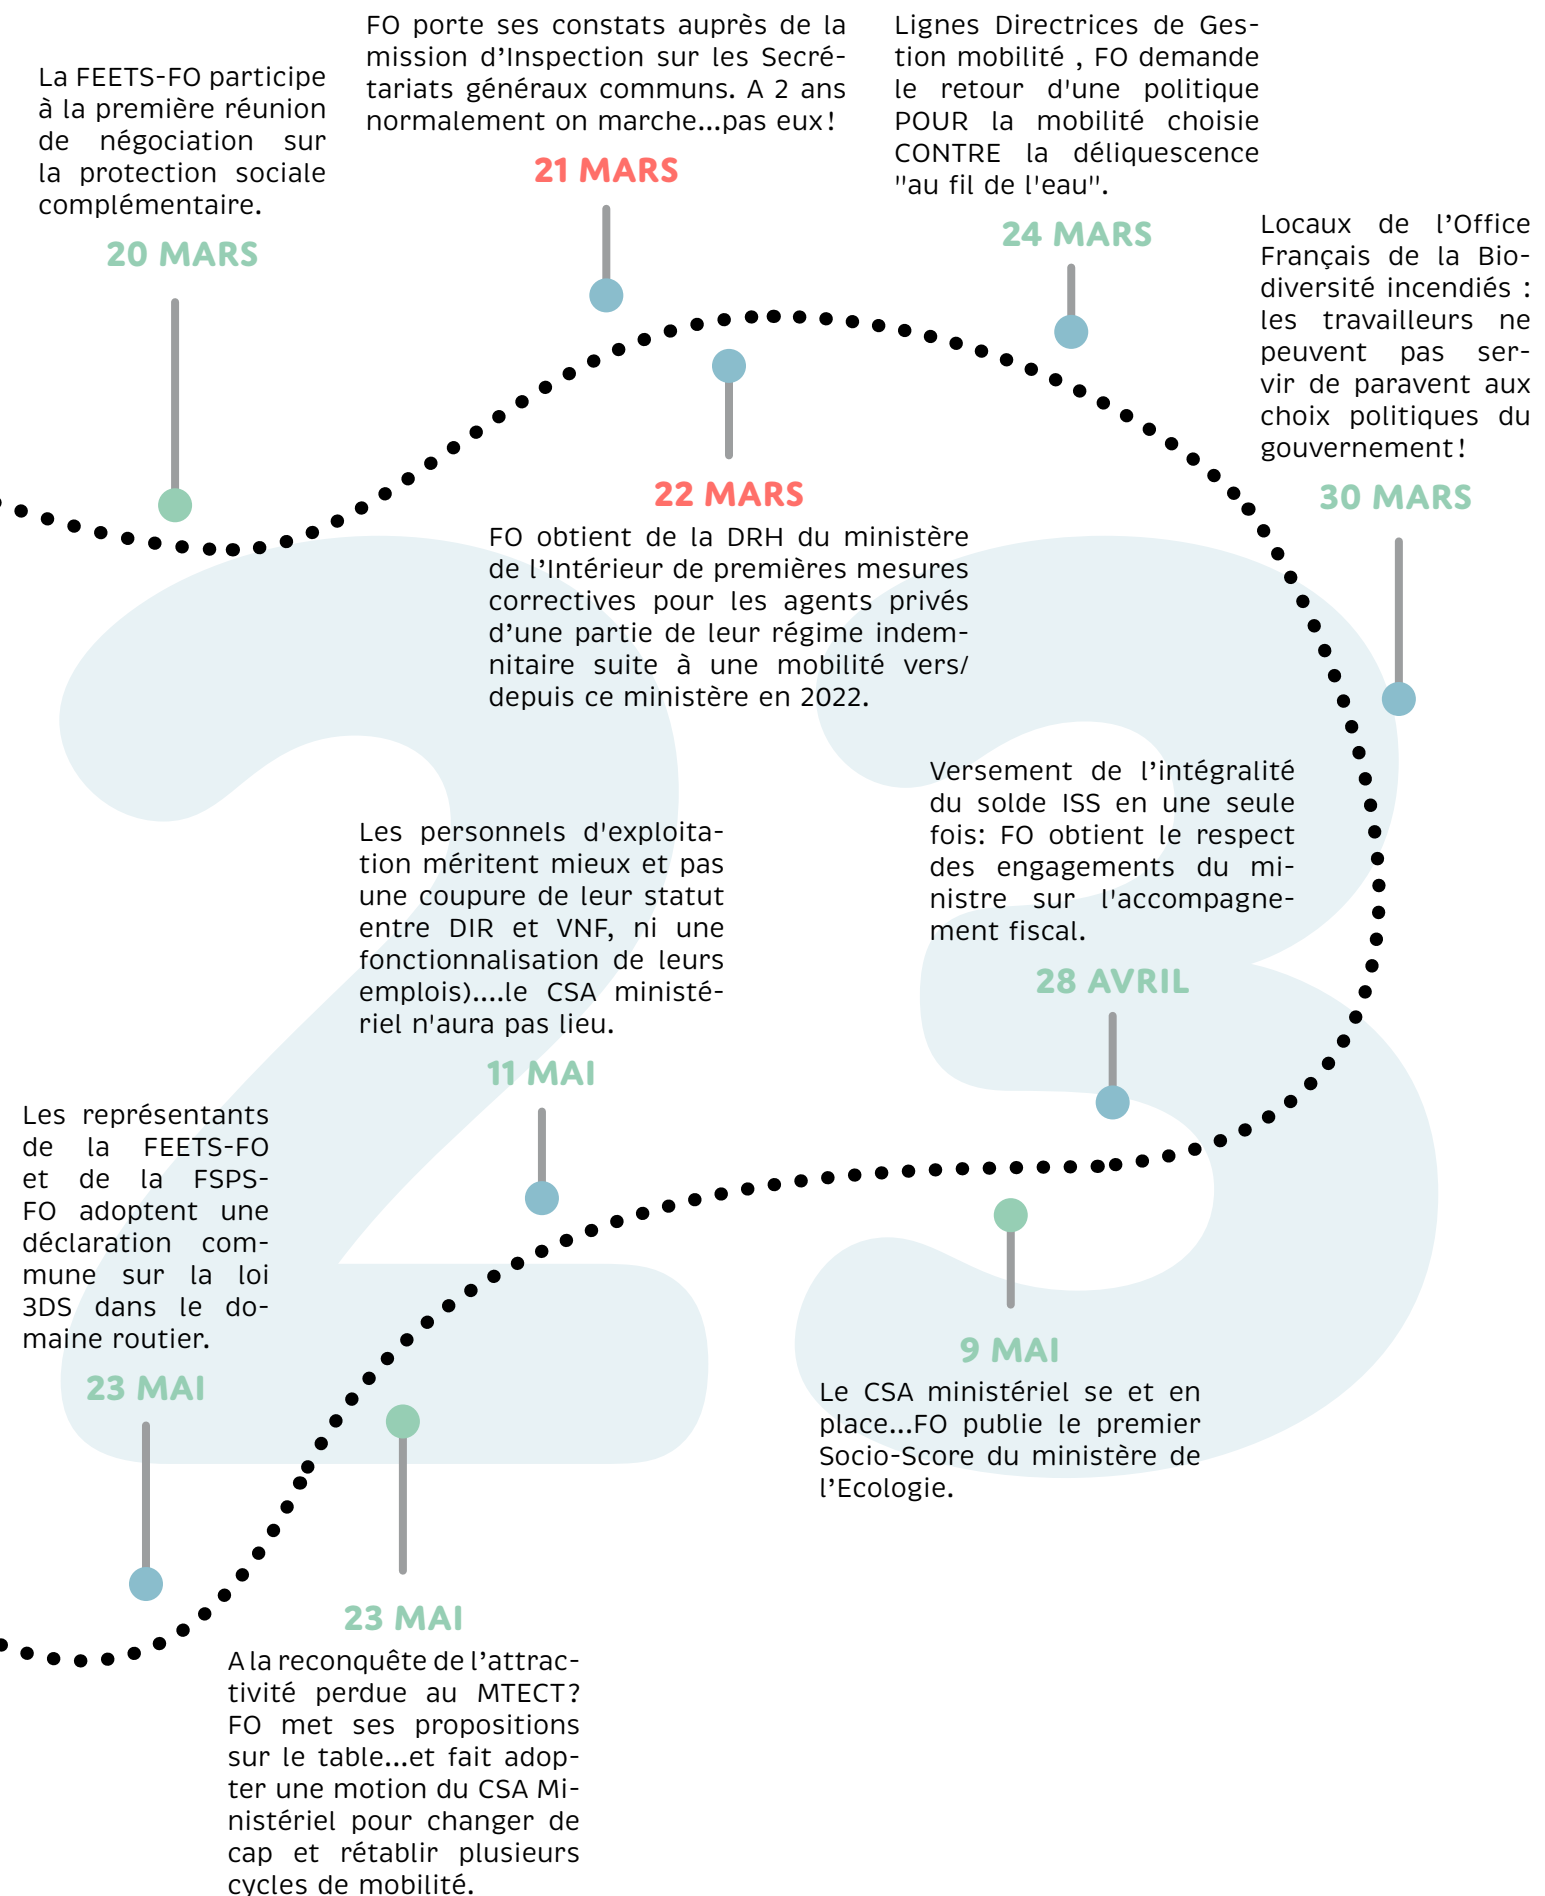 La FEETS-FO participe
à la première réunion
de négociation sur
la protection sociale
complémentaire.
20 MARS
FO porte ses constats auprès de la
mission d’Inspection sur les Secré-
tariats généraux communs. A 2 ans
normalement on marche...pas eux!
21 MARS
22 MARS
FO obtient de la DRH du ministère
de l’Intérieur de premières mesures
correctives pour les agents privés
d’une partie de leur régime indem-
nitaire suite à une mobilité vers/
depuis ce ministère en 2022.
Lignes Directrices de Ges-
tion mobilité , FO demande
le retour d'une politique
POUR la mobilité choisie
CONTRE la déliquescence
"au fil de l'eau".
24 MARS
Locaux de l’Office
Français de la Bio-
diversité incendiés :
les travailleurs ne
peuvent pas ser-
vir de paravent aux
choix politiques du
gouvernement!
30 MARS
Versement de l’intégralité
du solde ISS en une seule
fois: FO obtient le respect
des engagements du mi-
nistre sur l'accompagne-
ment fiscal.
28 AVRIL
9 MAI
Le CSA ministériel se et en
place...FO publie le premier
Socio-Score du ministère de
l’Ecologie.
Les personnels d'exploita-
tion méritent mieux et pas
une coupure de leur statut
entre DIR et VNF, ni une
fonctionnalisation de leurs
emplois)....le CSA ministé-
riel n'aura pas lieu.
11 MAI
23 MAI
A la reconquête de l’attrac-
tivité perdue au MTECT?
FO met ses propositions
sur le table...et fait adop-
ter une motion du CSA Mi-
nistériel pour changer de
cap et rétablir plusieurs
cycles de mobilité.
Les représentants
de la FEETS-FO
et de la FSPS-
FO adoptent une
déclaration com-
mune sur la loi
3DS dans le do-
maine routier.
23 MAI
23